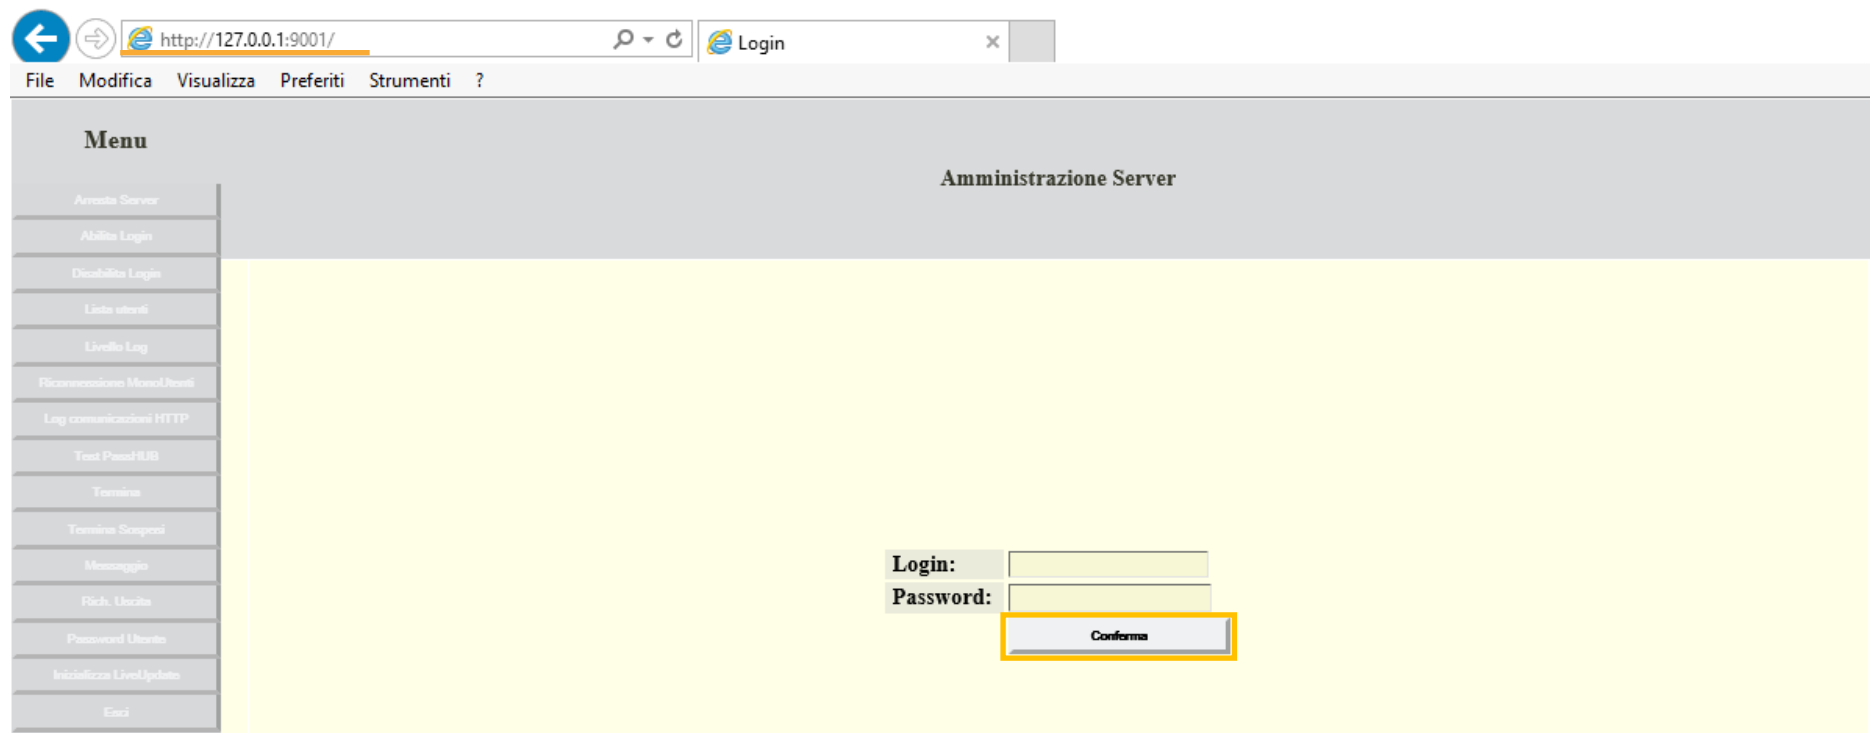 http://127.0.0.1:9001/
Login
File Modifica Visualizza Preferiti Strumenti ?
Menu
Amministrazione Server
Arresta Server
Abilita Login
Disabilita Login
Lista utenti
Livello Log
Riconnessione MonoUtenti
Log comunicazioni HTTP
Test PassHUB
Termina
Termina Sospesi
Messaggio
Rich. Uscita
Password Utente
Inizializza LiveUpdate
Esci
Login:
Password:
Conferma